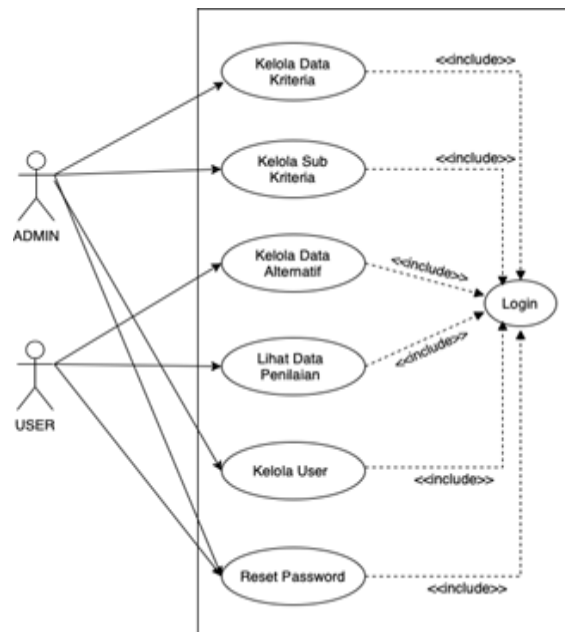 Kelola Data
Kriteria
<<include>>
Kelola Sub
Kriteria
<<include>>
ADMIN
Kelola Data
Alternatif
<<include>>
Login
Lihat Data
Penilaian
<<include>>
USER
Kelola User
<<include>>
Reset Password
<<include>>